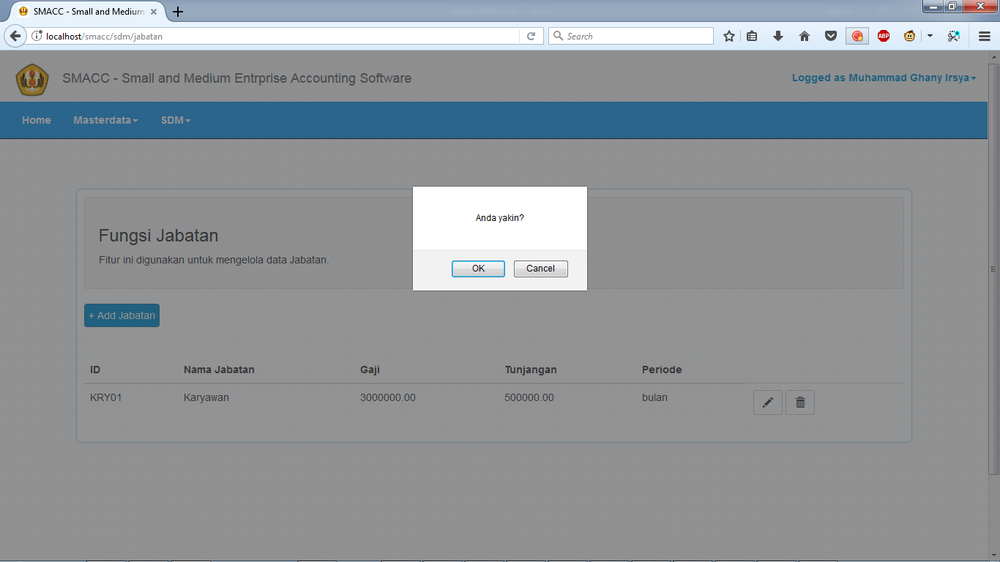 SMACC - Small and Medium
localhost/smacc/sdm/jabatan
Search
ABP
SMACC - Small and Medium Entrprise Accounting Software
Logged as Muhammad Ghany Irsya
Home Masterdata SDM
Anda yakin?
OK Cancel
Fungsi Jabatan
Fitur ini digunakan untuk mengelola data Jabatan.
+ Add Jabatan
ID Nama Jabatan Gaji Tunjangan Periode
KRY01 Karyawan 3000000.00 500000.00 bulan